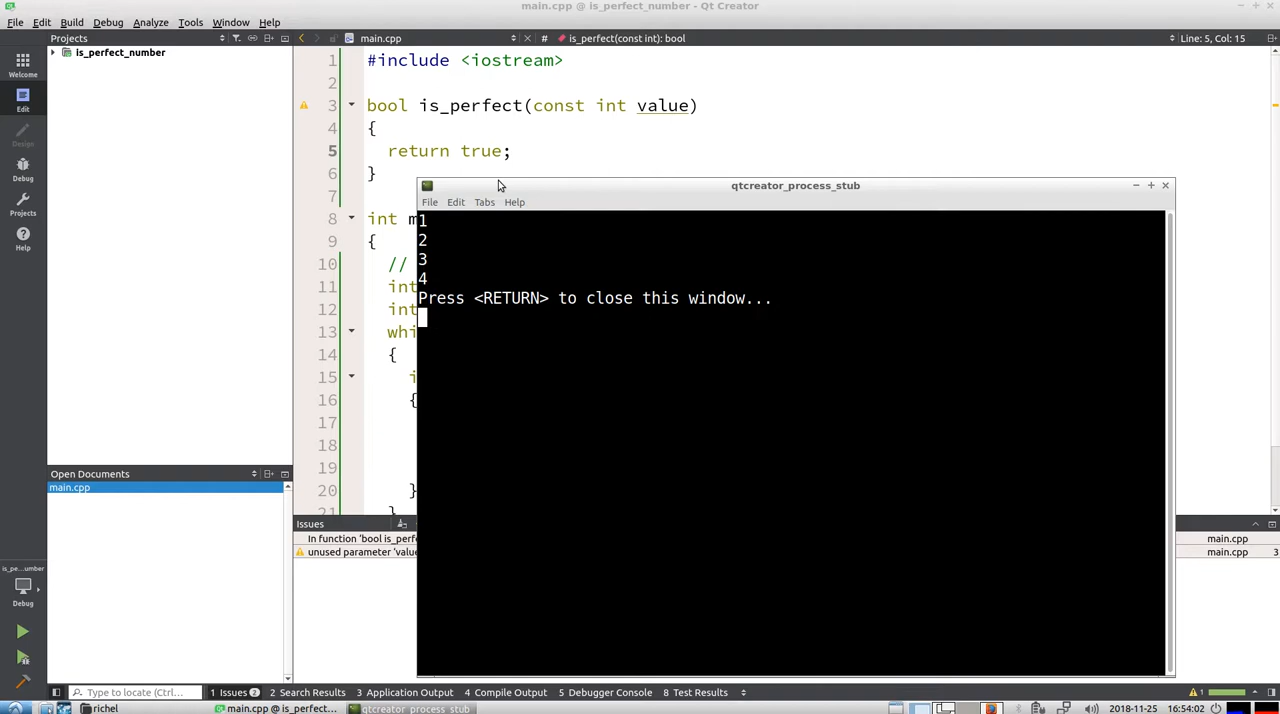 main.cpp @ is_perfect_number - Qt Creator
File Edit Build Debug Analyze Tools Window Help
Projects
main.cpp
# is_perfect(const int): bool
Line: 5, Col: 15
Welcome
Edit
Design
Debug
Projects
Help
is_perfect_number
1 #include <iostream>
2
3 bool is_perfect(const int value)
4 {
5 return true;
6 }
7
8 int m
9 {
10 //
11 int
12 int
13 whi
14 {
15 i
16 {
17
18
19
20 }
21 }
qtcreator_process_stub
File Edit Tabs Help
1
2
3
4
Press <RETURN> to close this window...
Open Documents
main.cpp
Issues
In function 'bool is_perfe
main.cpp
unused parameter 'value
main.cpp 3
is_pe...umber
Debug
Type to locate (Ctrl...
1 Issues 2
2 Search Results
3 Application Output
4 Compile Output
5 Debugger Console
8 Test Results
1
richel
main.cpp @ is_perfect...
qtcreator_process_stub
2018-11-25 16:54:02